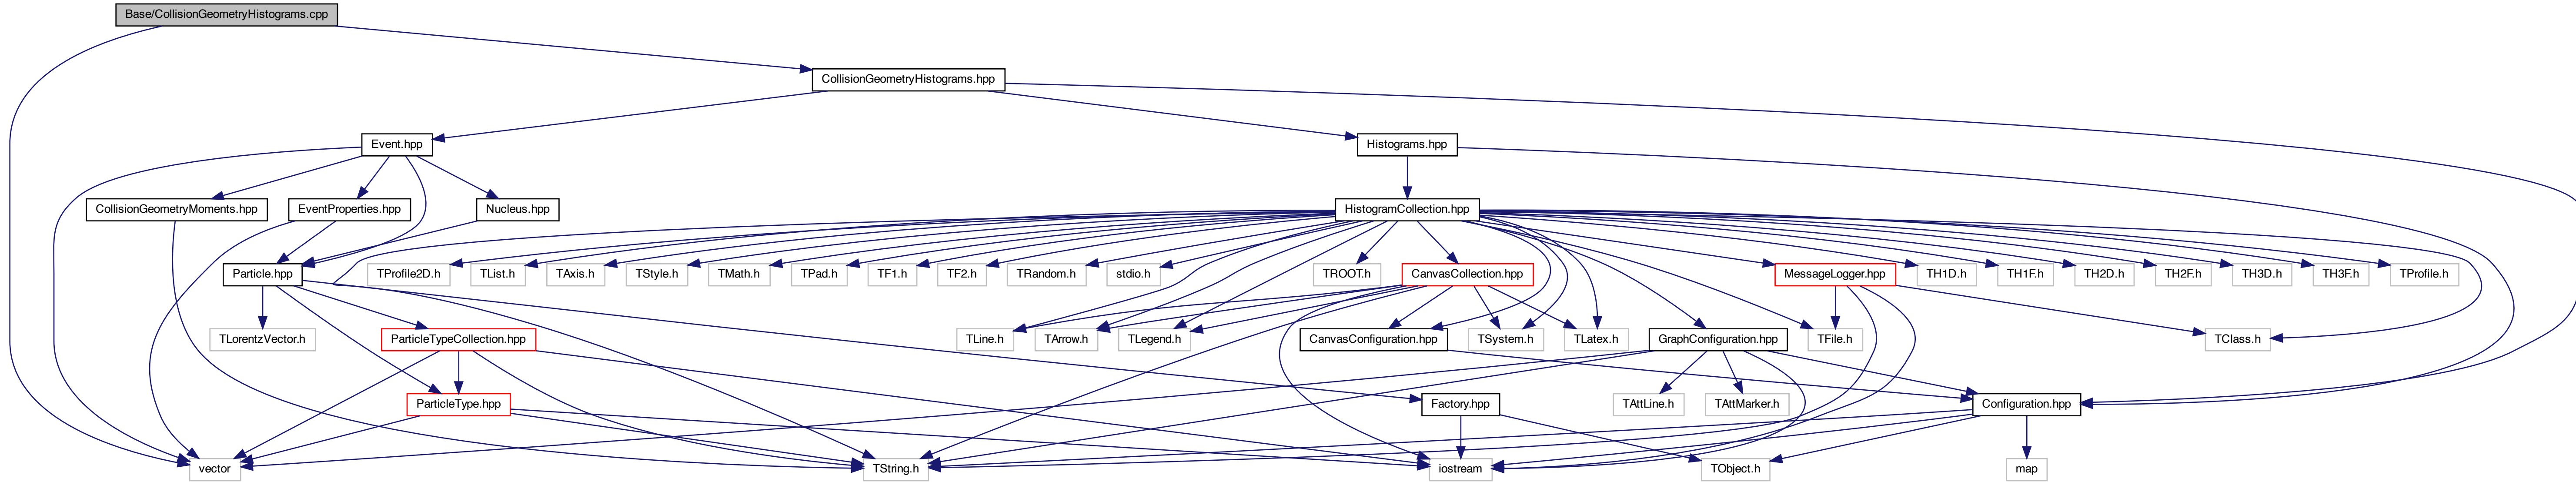 Base/CollisionGeometryHistograms.cpp
CollisionGeometryHistograms.hpp
Event.hpp
Histograms.hpp
CollisionGeometryMoments.hpp
EventProperties.hpp
Nucleus.hpp
HistogramCollection.hpp
Particle.hpp
TProfile2D.h
TList.h
TAxis.h
TStyle.h
TMath.h
TPad.h
TF1.h
TF2.h
TRandom.h
stdio.h
TROOT.h
CanvasCollection.hpp
MessageLogger.hpp
TH1D.h
TH1F.h
TH2D.h
TH2F.h
TH3D.h
TH3F.h
TProfile.h
TLorentzVector.h
ParticleTypeCollection.hpp
TLine.h
TArrow.h
TLegend.h
CanvasConfiguration.hpp
TSystem.h
TLatex.h
GraphConfiguration.hpp
TFile.h
TClass.h
ParticleType.hpp
Factory.hpp
TAttLine.h
TAttMarker.h
Configuration.hpp
vector
TString.h
iostream
TObject.h
map